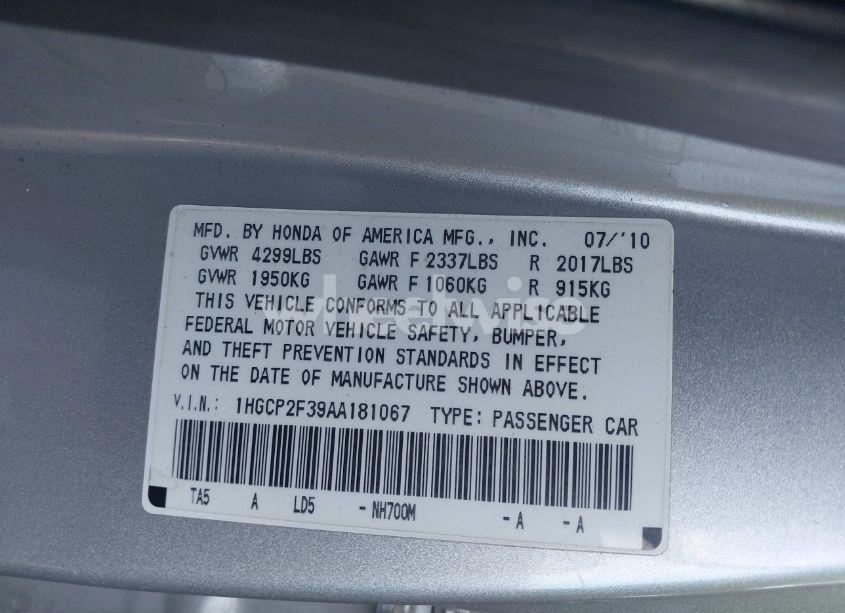 MFD. BY HONDA OF AMERICA MFG., INC. 07/'10
GVWR 4299LBS GAWR F 2337LBS R 2017LBS
GVWR 1950KG GAWR F 1060KG R 915KG
THIS VEHICLE CONFORMS TO ALL APPLICABLE
FEDERAL MOTOR VEHICLE SAFETY, BUMPER,
AND THEFT PREVENTION STANDARDS IN EFFECT
ON THE DATE OF MANUFACTURE SHOWN ABOVE.
V.I.N.: 1HGCP2F39AA181067 TYPE: PASSENGER CAR
TA5 A LD5 - NH700M - A - A
wheelwise